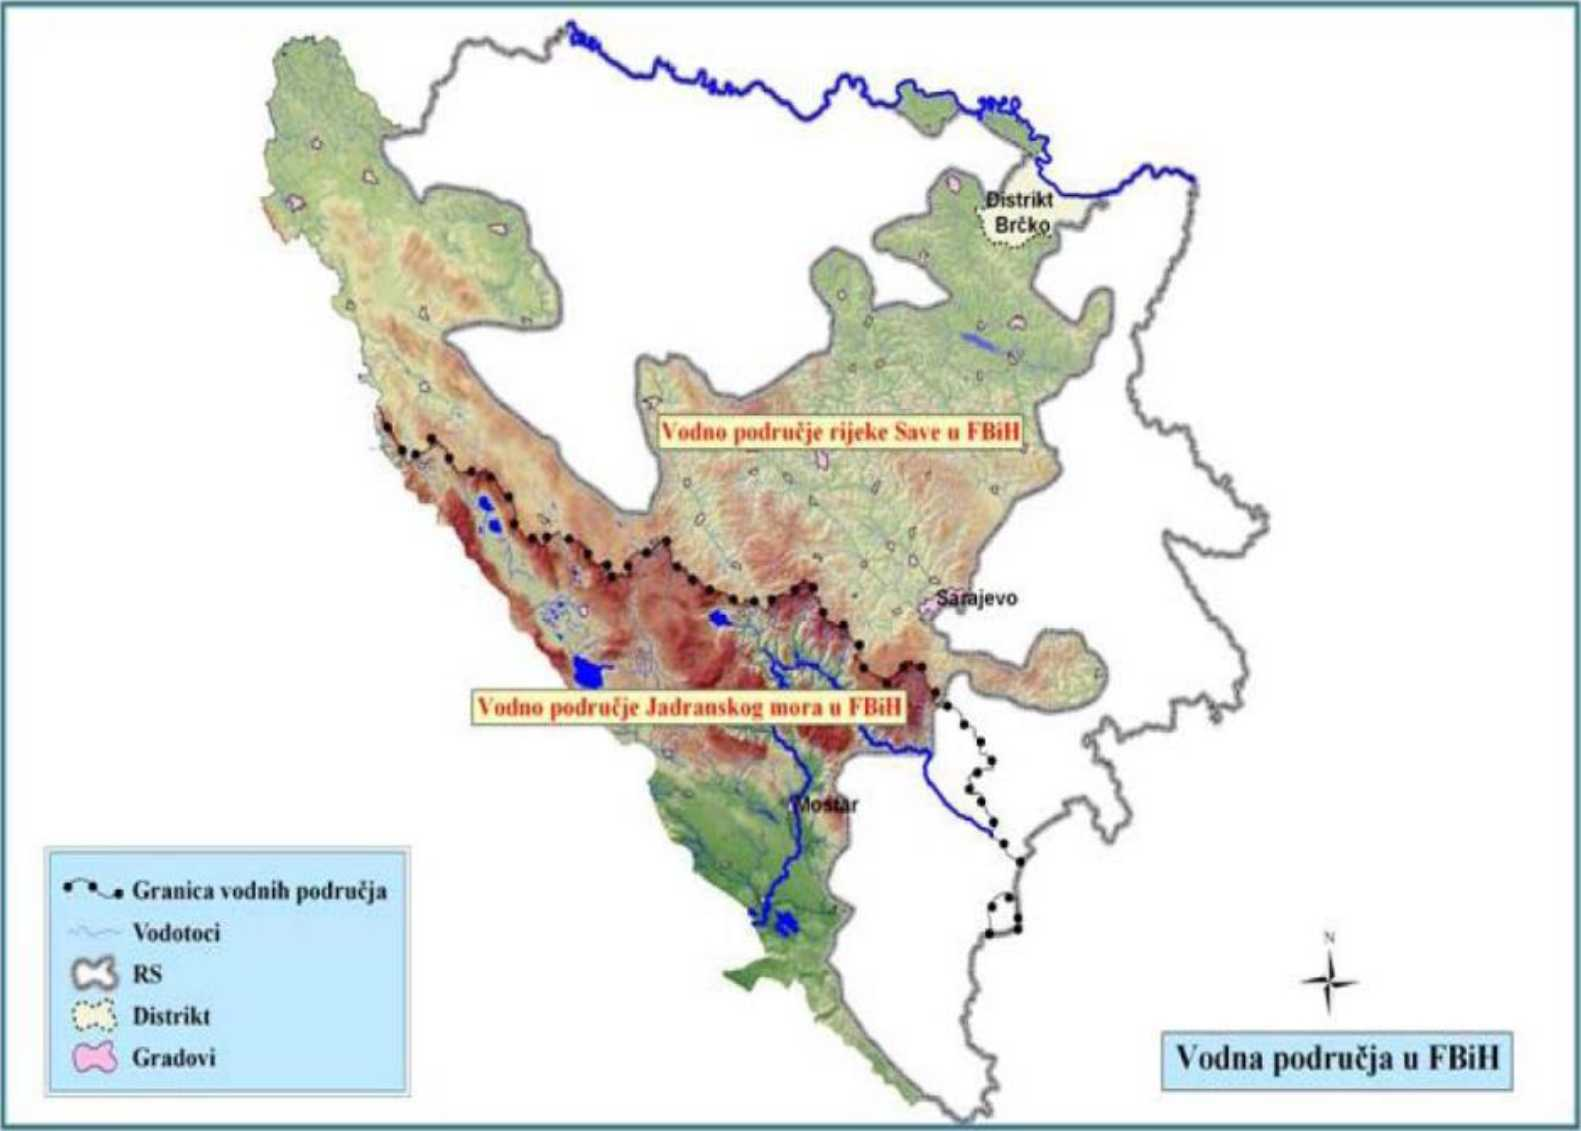 Distrikt
Brčko
Vodno područje rijeke Save u FBiH
Sarajevo
Vodno područje Jadranskog mora u FBiH
Mostar
Granica vodnih područja
Vodotoci
RS
Distrikt
Gradovi
N
Vodna područja u FBiH